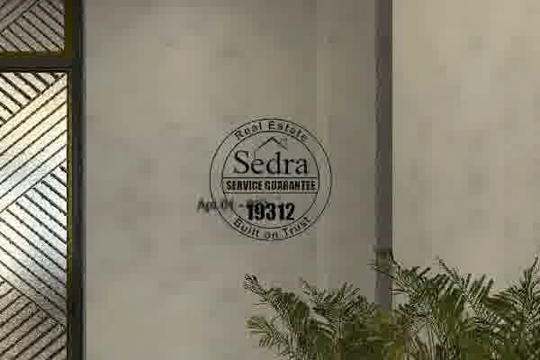 Real Estate
Sedra
SERVICE GUARANTEE
19312
Built on Trust